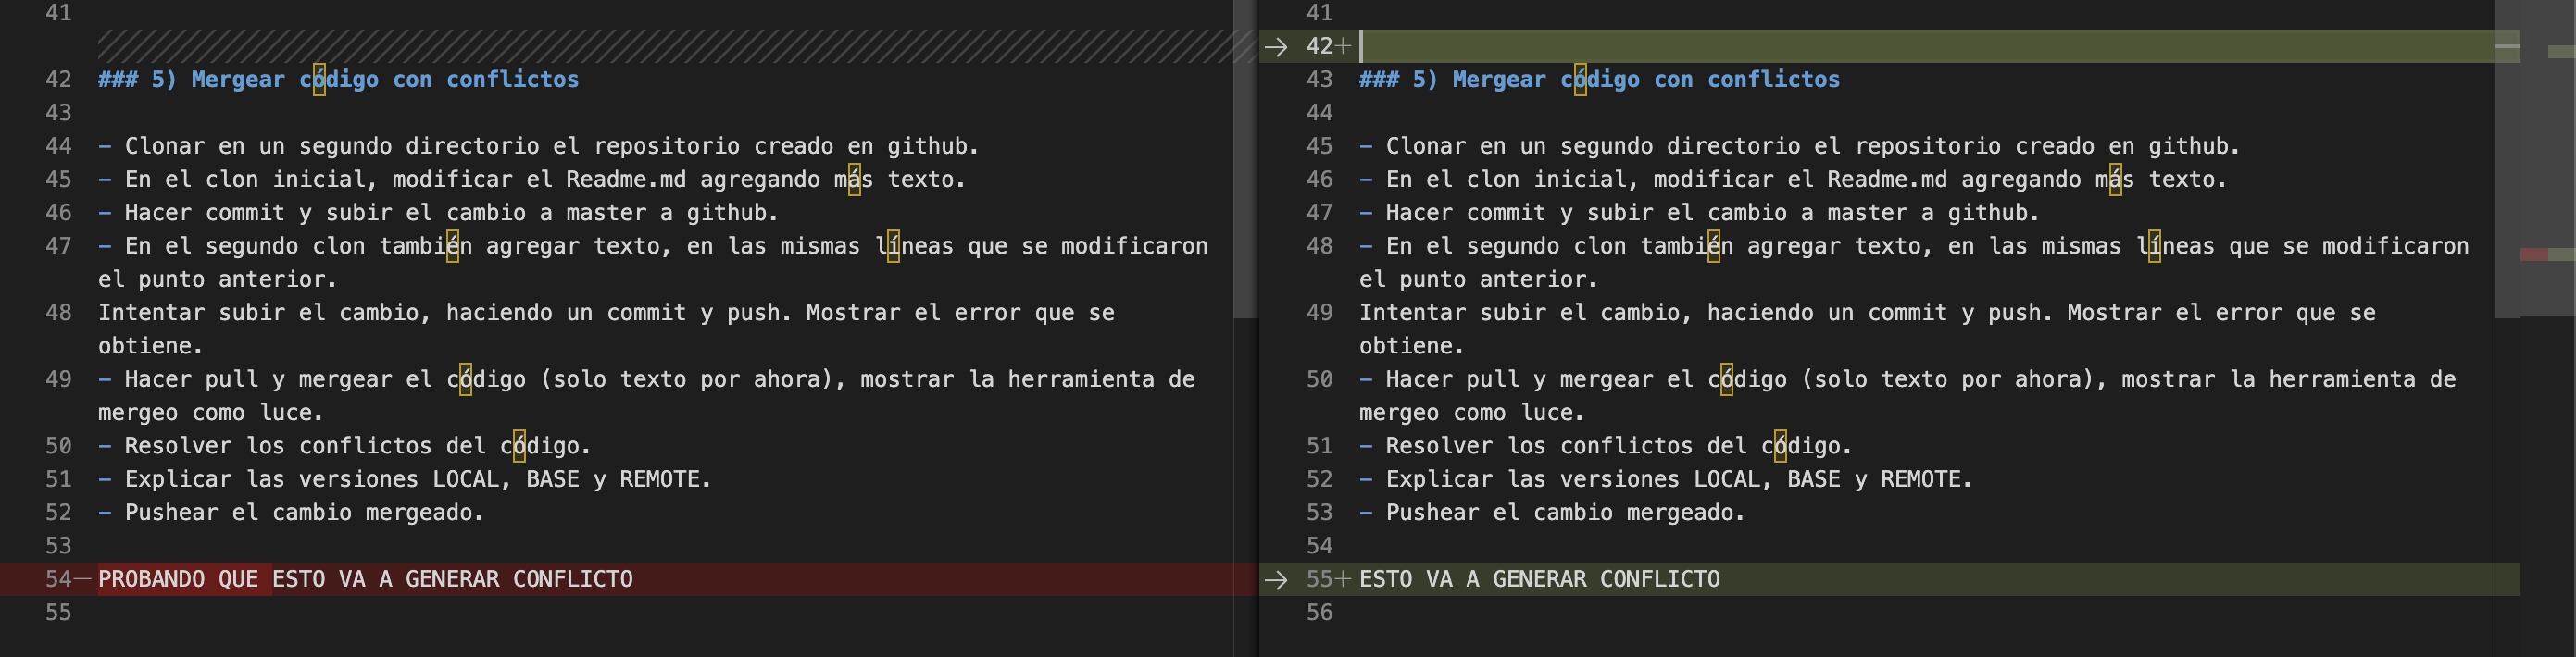 41
42 ### 5) Mergear código con conflictos
43
44 - Clonar en un segundo directorio el repositorio creado en github.
45 - En el clon inicial, modificar el Readme.md agregando más texto.
46 - Hacer commit y subir el cambio a master a github.
47 - En el segundo clon también agregar texto, en las mismas líneas que se modificaron
el punto anterior.
48 Intentar subir el cambio, haciendo un commit y push. Mostrar el error que se
obtiene.
49 - Hacer pull y mergear el código (solo texto por ahora), mostrar la herramienta de
mergeo como luce.
50 - Resolver los conflictos del código.
51 - Explicar las versiones LOCAL, BASE y REMOTE.
52 - Pushear el cambio mergeado.
53
54— PROBANDO QUE ESTO VA A GENERAR CONFLICTO
55
41
→ 42+
43 ### 5) Mergear código con conflictos
44
45 - Clonar en un segundo directorio el repositorio creado en github.
46 - En el clon inicial, modificar el Readme.md agregando más texto.
47 - Hacer commit y subir el cambio a master a github.
48 - En el segundo clon también agregar texto, en las mismas líneas que se modificaron
el punto anterior.
49 Intentar subir el cambio, haciendo un commit y push. Mostrar el error que se
obtiene.
50 - Hacer pull y mergear el código (solo texto por ahora), mostrar la herramienta de
mergeo como luce.
51 - Resolver los conflictos del código.
52 - Explicar las versiones LOCAL, BASE y REMOTE.
53 - Pushear el cambio mergeado.
54
→ 55+ ESTO VA A GENERAR CONFLICTO
56